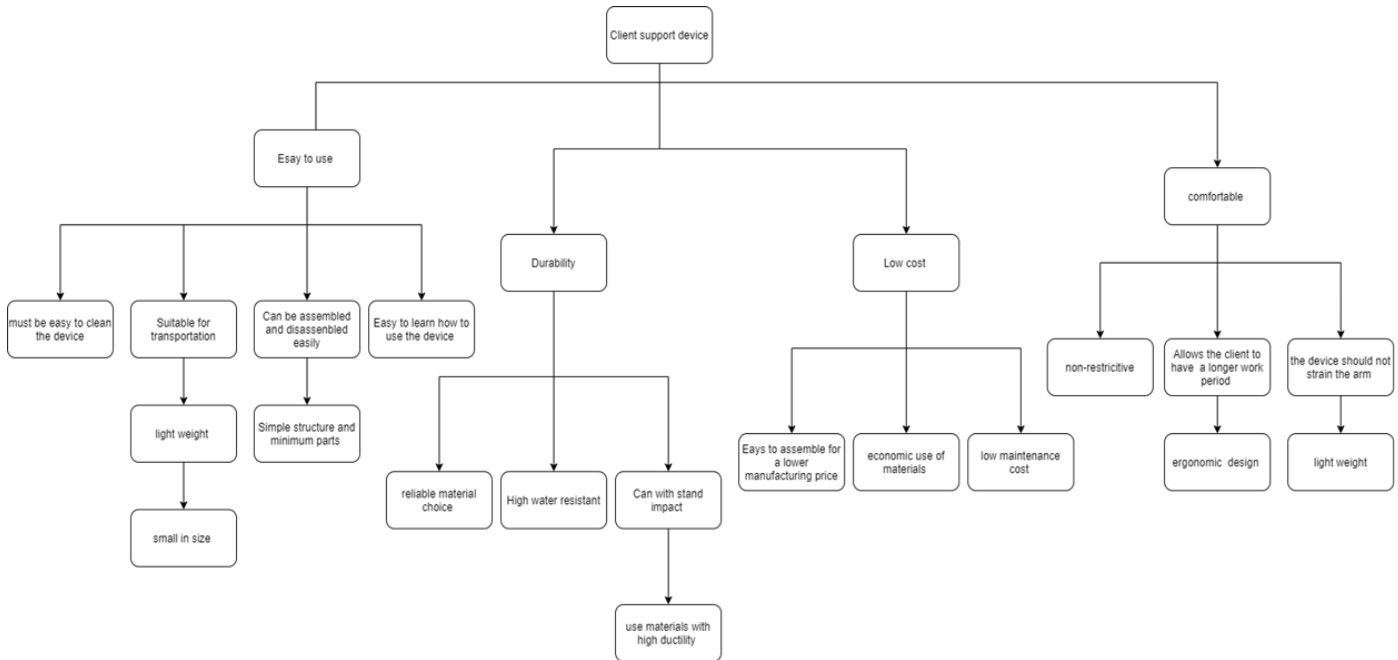 Client support device
Esay to use
comfortable
Durability
Low cost
must be easy to clean
the device
Suitable for
transportation
Can be assembled
and disassenbled
easily
Easy to learn how to
use the device
non-restricitive
Allows the client to
have a longer work
period
the device should not
strain the arm
light weight
Simple structure and
minimum parts
Eays to assemble for
a lower
manufacturing price
economic use of
materials
low maintenance
cost
ergonomic design
light weight
reliable material
choice
High water resistant
Can with stand
impact
small in size
use materials with
high ductility